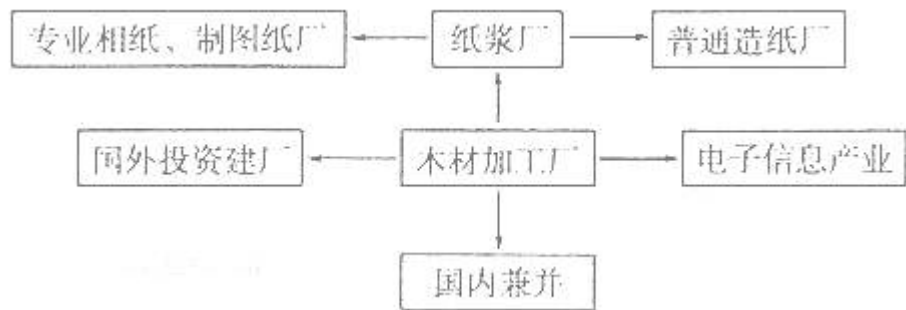 专业相纸、制图纸厂
纸浆厂
普通造纸厂
国外投资建厂
木材加工厂
电子信息产业
国内兼并